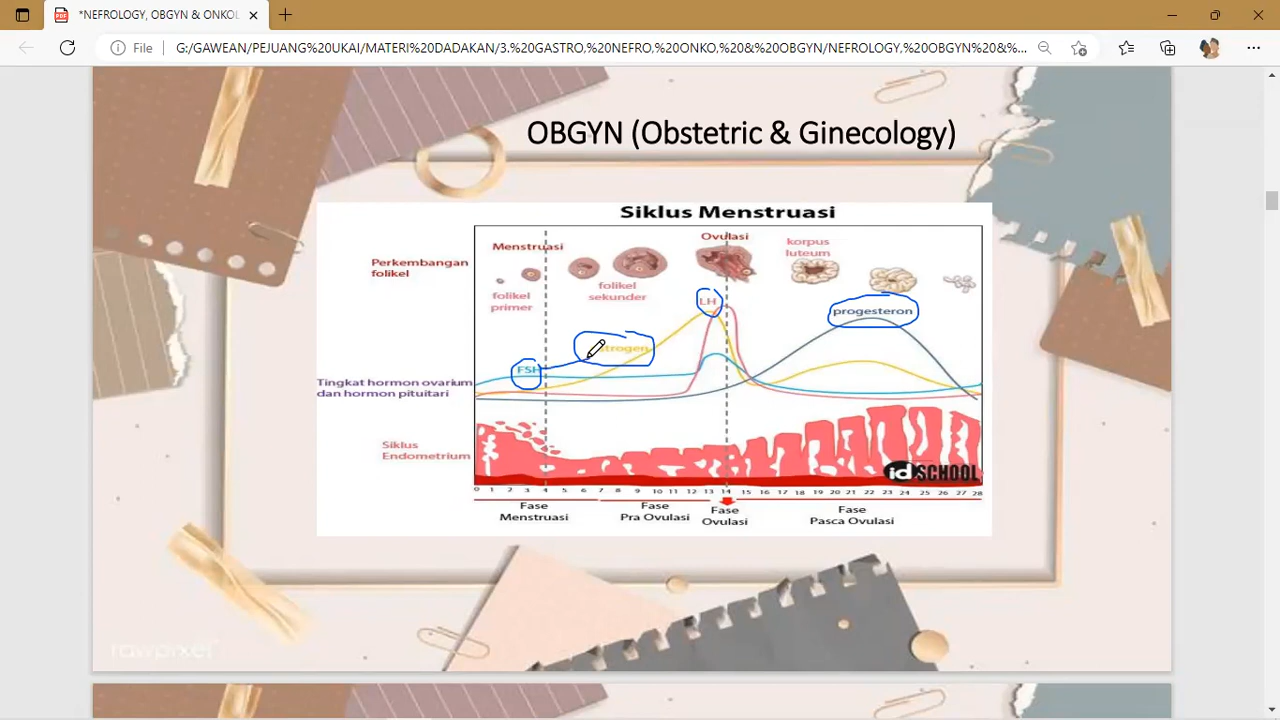 *NEFROLOGY, OBGYN & ONKOL
File
G:/GAWEAN/PEJUANG%20UKAI/MATERI%20DADAKAN/3.%20GASTRO.%20NEFRO.%20ONKO.%20&%20OBGYN/NEFROLOGY,%20OBGYN%20&%...
OBGYN (Obstetric & Ginecology)
Siklus Menstruasi
Menstruasi
Ovulasi
korpus
luteum
Perkembangan
folikel
folikel
primer
folikel
sekunder
LH
progesteron
FSH
Tingkat hormon ovarium
dan hormon pituitari
Siklus
Endometrium
id SCHOOL
0 1 2 3 4 5 6 7 8 9 10 11 12 13 14 15 16 17 18 19 20 21 22 23 24 25 26 27 28
Fase
Menstruasi
Fase
Pra Ovulasi
Fase
Ovulasi
Fase
Pasca Ovulasi
rawpixel